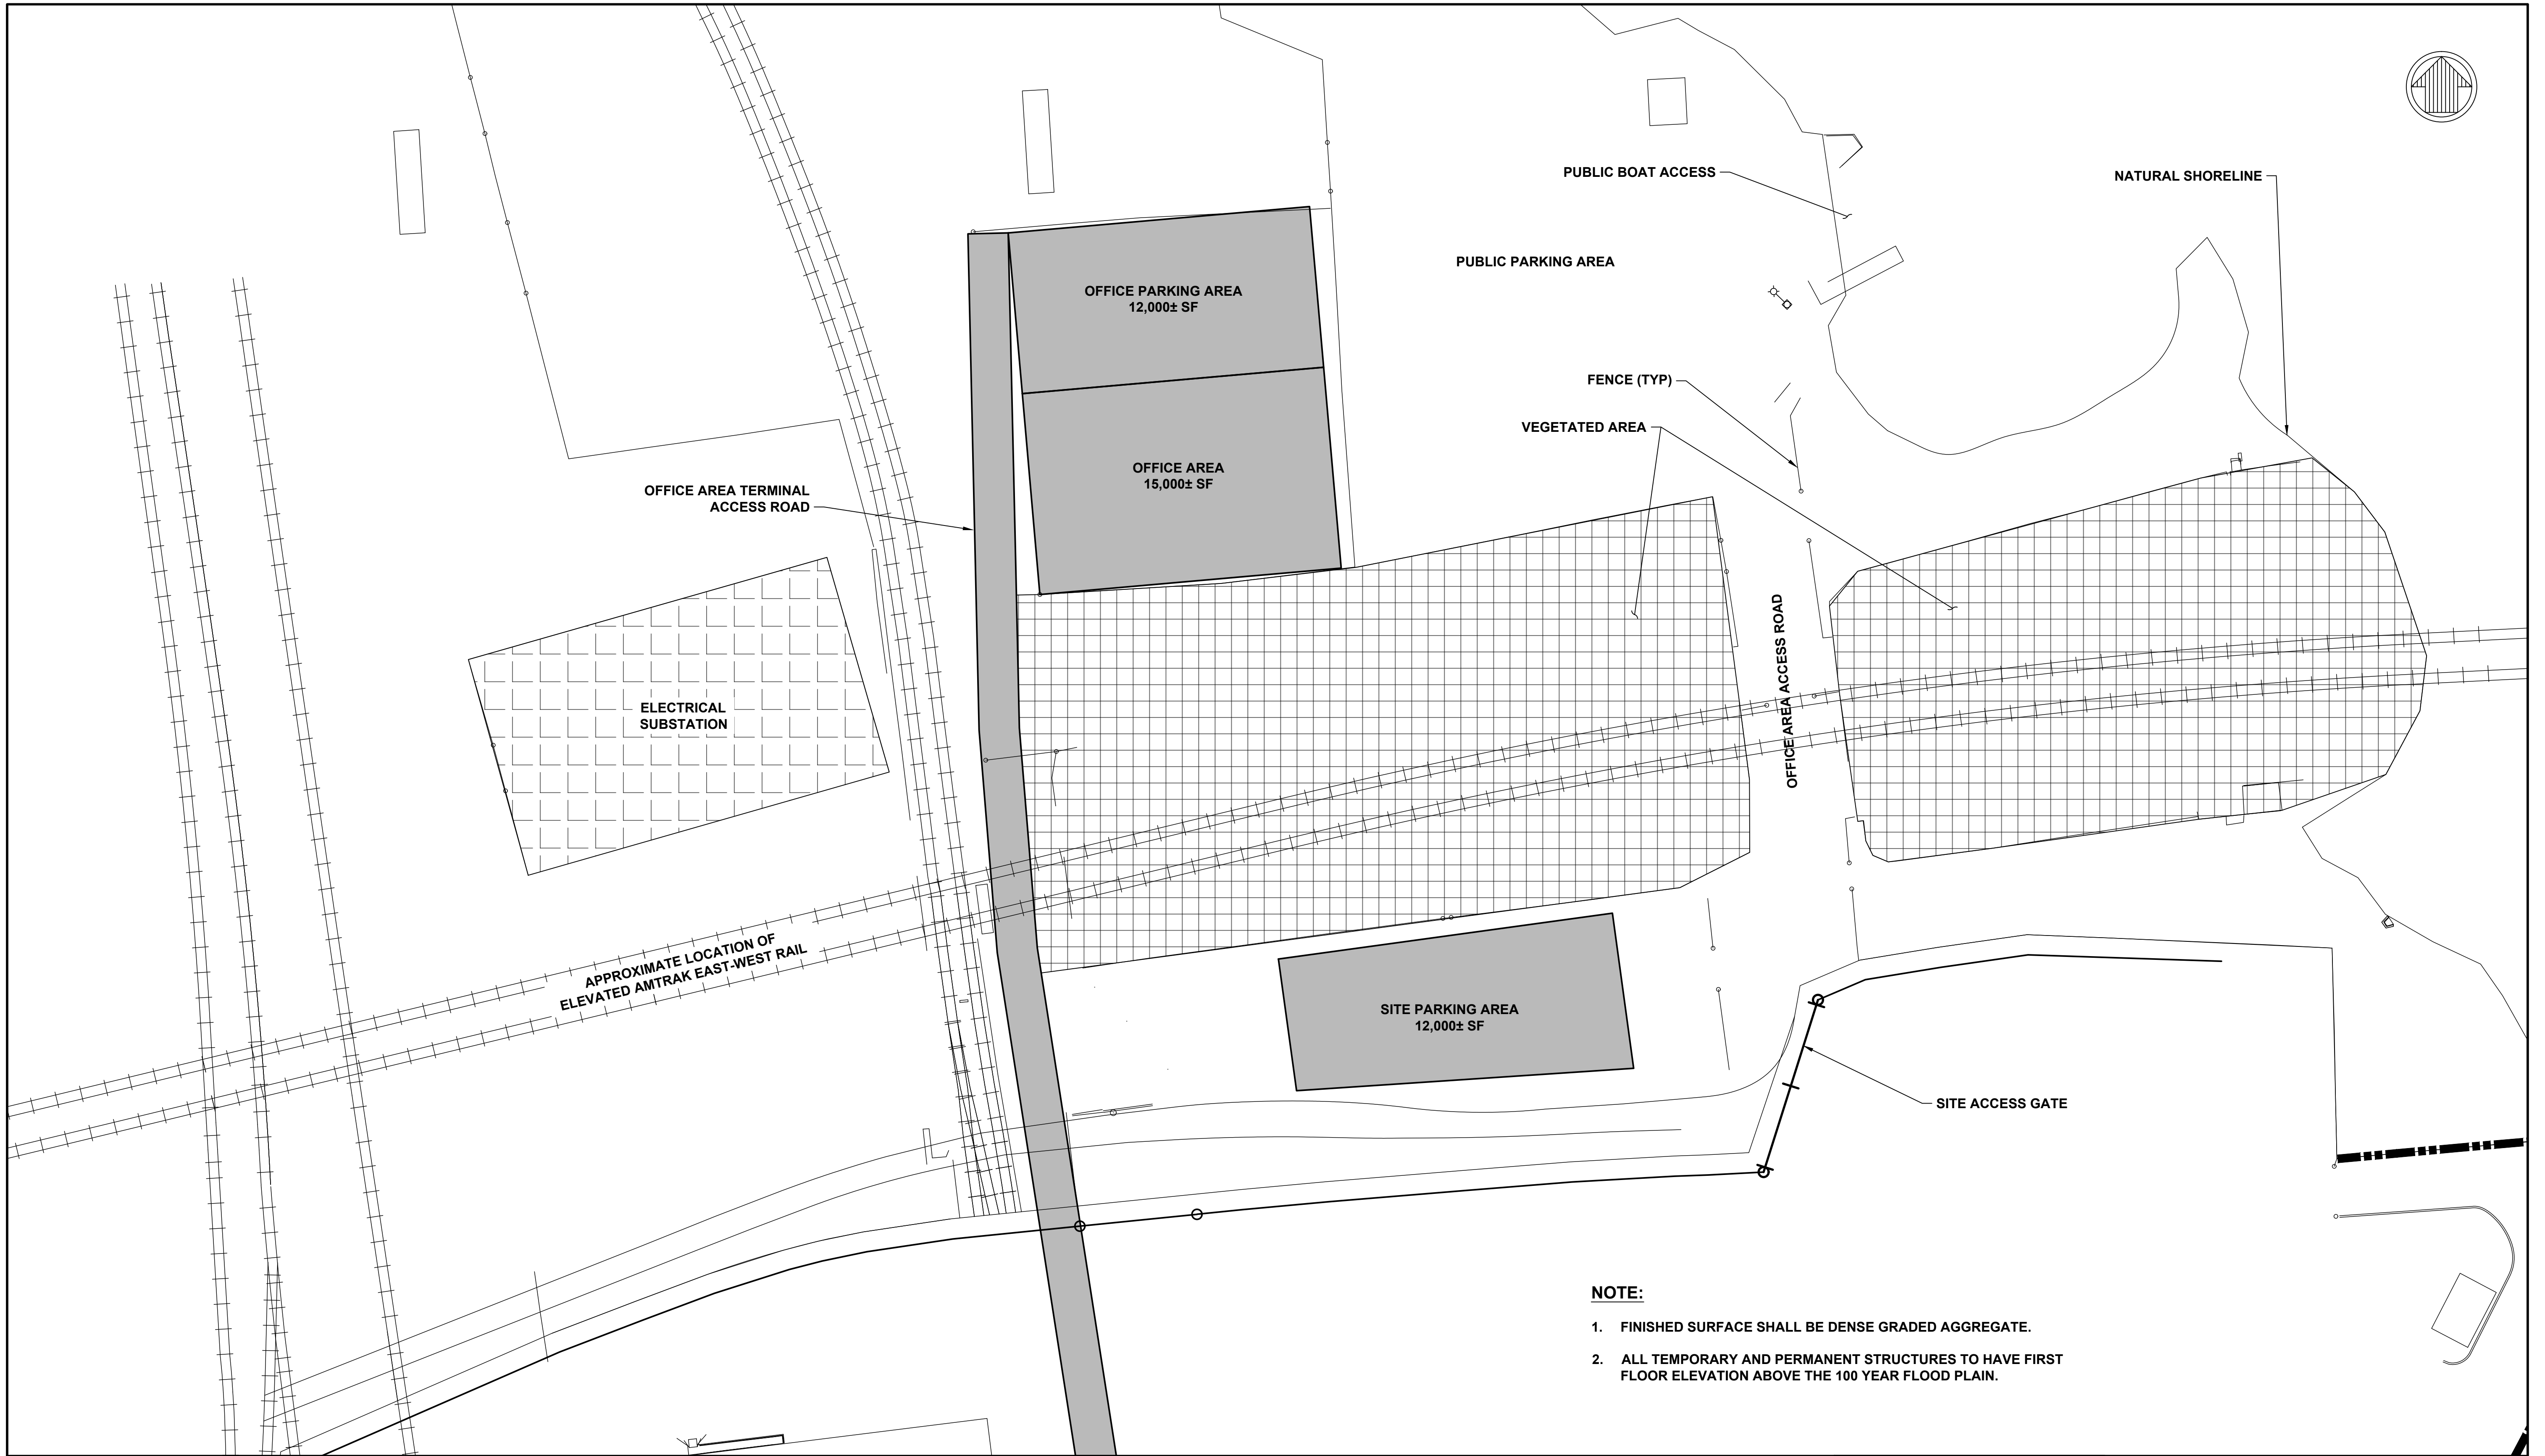 PUBLIC BOAT ACCESS
NATURAL SHORELINE
PUBLIC PARKING AREA
OFFICE PARKING AREA
12,000± SF
FENCE (TYP)
VEGETATED AREA
OFFICE AREA
15,000± SF
OFFICE AREA TERMINAL
ACCESS ROAD
OFFICE AREA ACCESS ROAD
ELECTRICAL
SUBSTATION
APPROXIMATE LOCATION OF
ELEVATED AMTRAK EAST-WEST RAIL
SITE PARKING AREA
12,000± SF
SITE ACCESS GATE
NOTE:
1. FINISHED SURFACE SHALL BE DENSE GRADED AGGREGATE.
2. ALL TEMPORARY AND PERMANENT STRUCTURES TO HAVE FIRST
FLOOR ELEVATION ABOVE THE 100 YEAR FLOOD PLAIN.